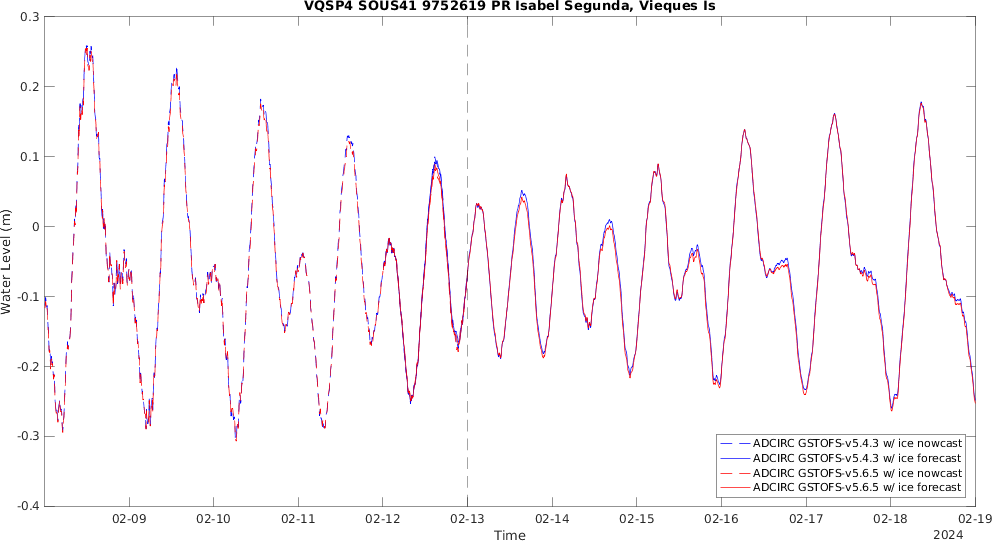 VQSP4 SOUS41 9752619 PR Isabel Segunda, Vieques Is
0.3
0.2
0.1
0
-0.1
-0.2
-0.3
-0.4
Water Level (m)
ADCIRC GSTOFS-v5.4.3 w/ ice nowcast
ADCIRC GSTOFS-v5.4.3 w/ ice forecast
ADCIRC GSTOFS-v5.6.5 w/ ice nowcast
ADCIRC GSTOFS-v5.6.5 w/ ice forecast
02-09 02-10 02-11 02-12 02-13 02-14 02-15 02-16 02-17 02-18 02-19
Time
2024